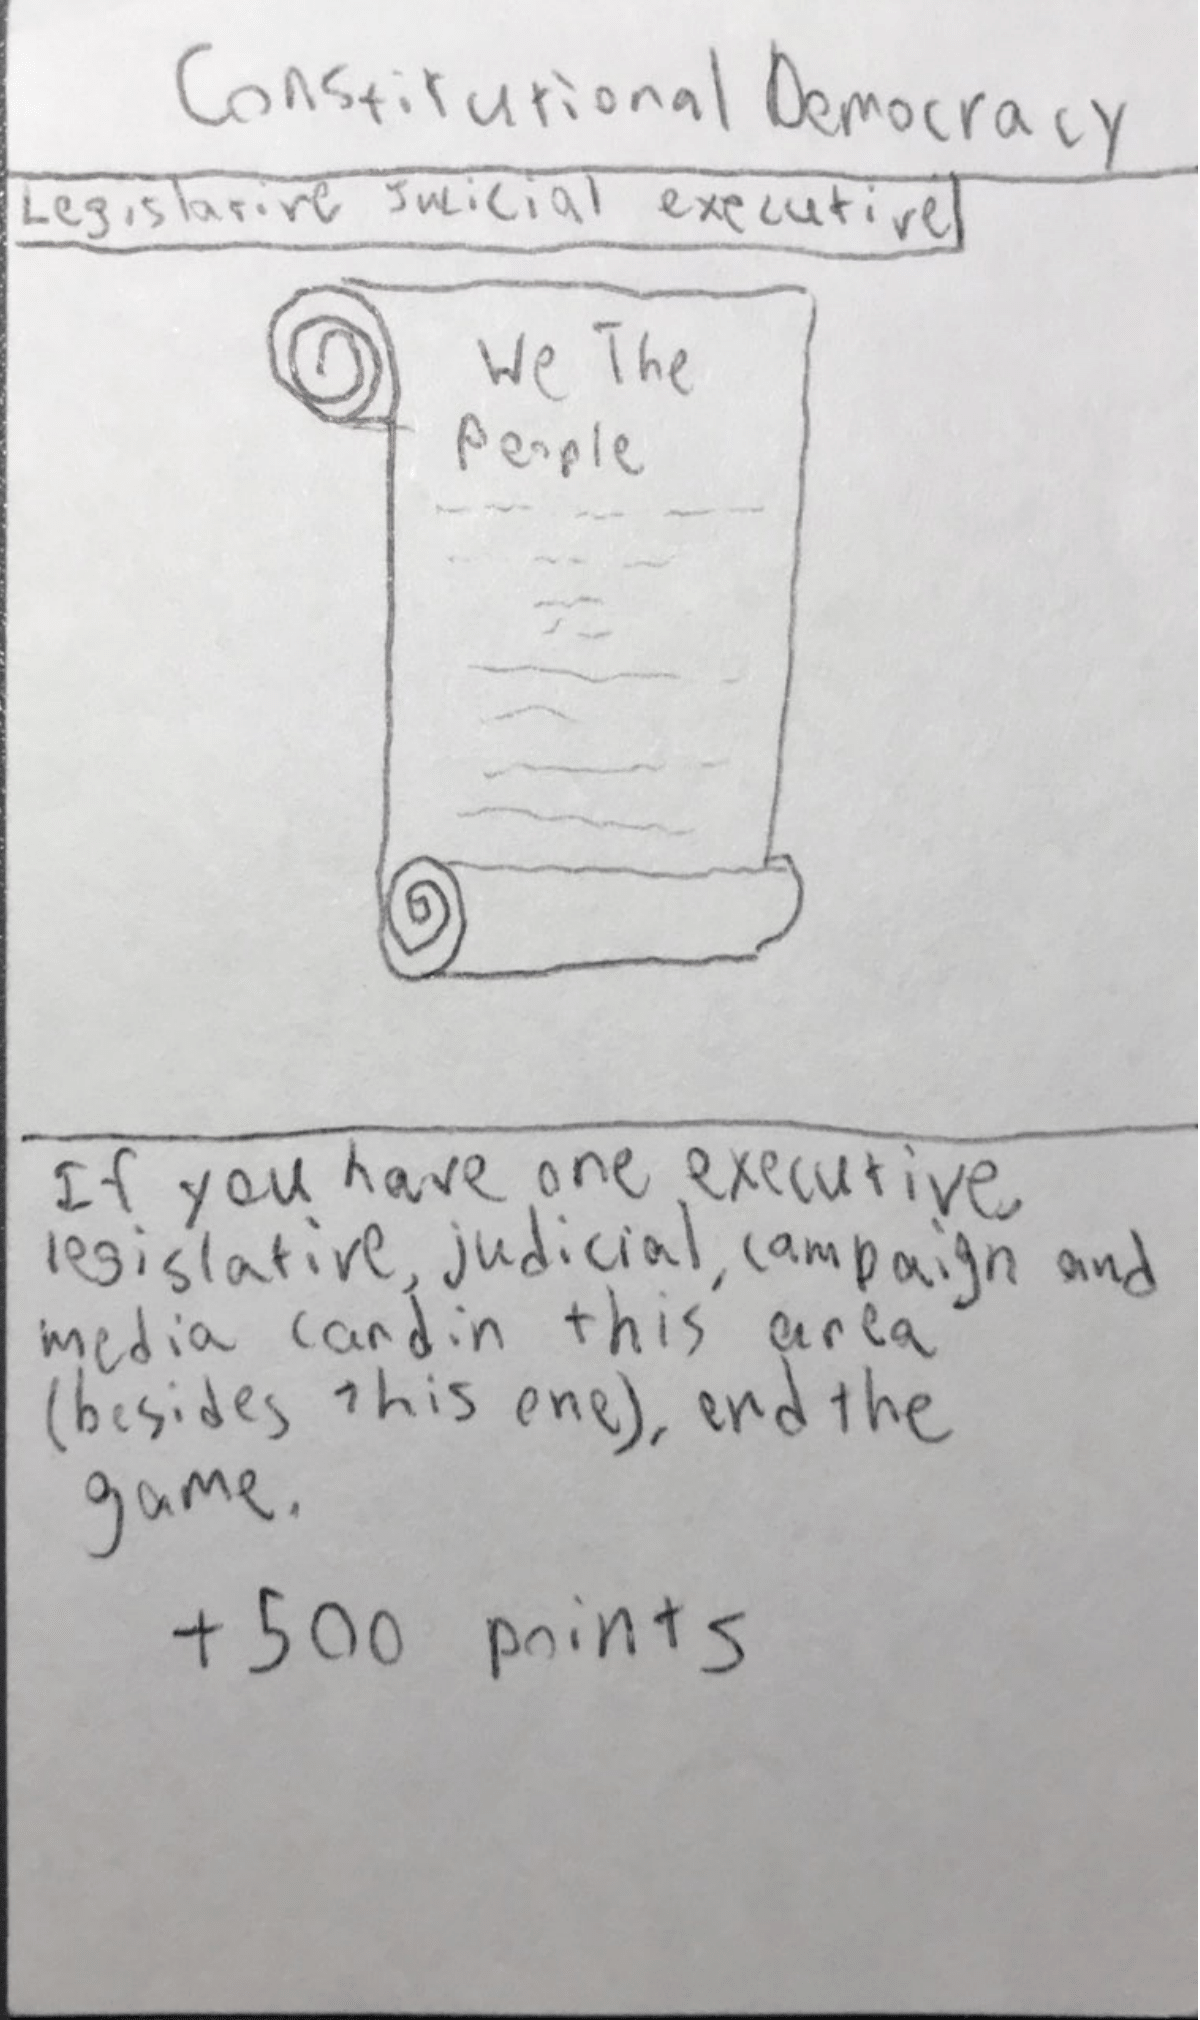 Constitutional Democracy
Legislative Judicial executive
We The
People
If you have one executive,
legislative, judicial, campaign and
media card in this area
(besides this one), end the
game.
+500 points